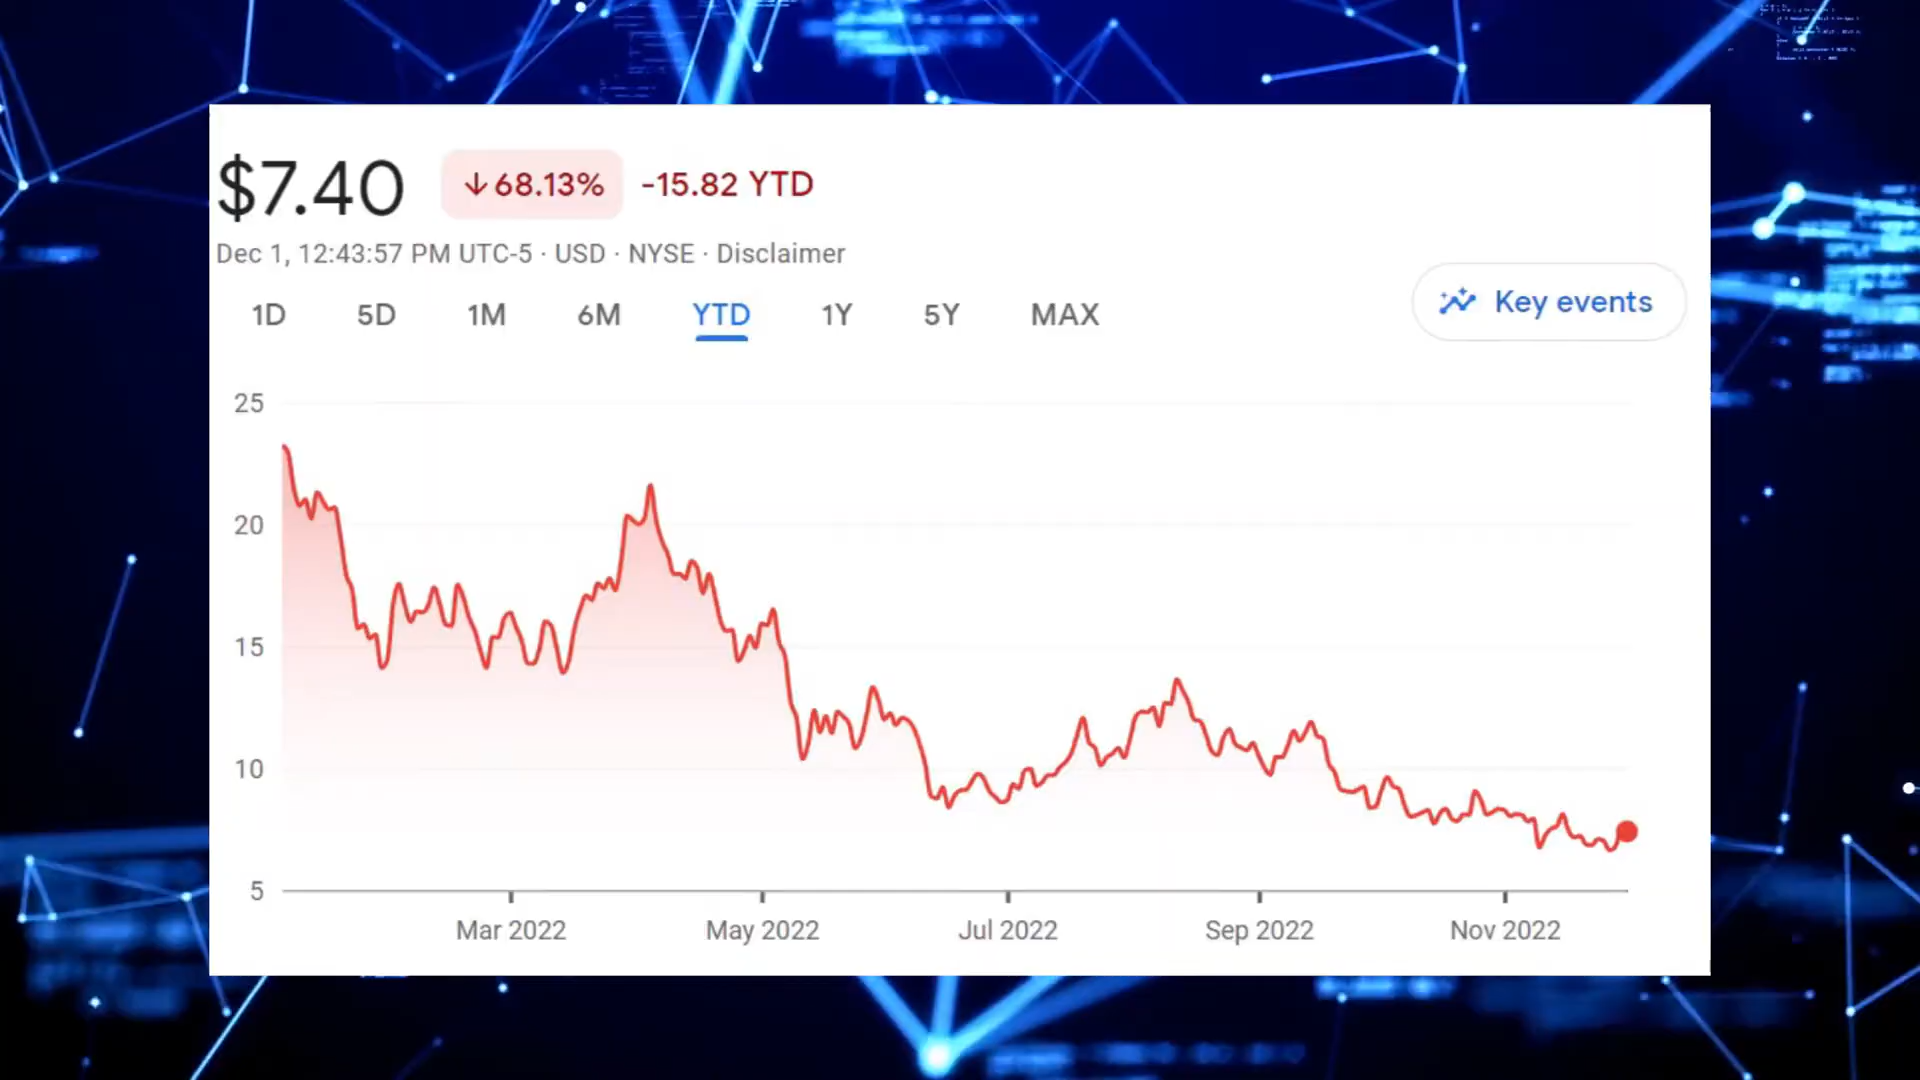 $7.40 ↓68.13% -15.82 YTD
Dec 1, 12:43:57 PM UTC-5 · USD · NYSE · Disclaimer
1D 5D 1M 6M YTD 1Y 5Y MAX
Key events
25
20
15
10
5
Mar 2022 May 2022 Jul 2022 Sep 2022 Nov 2022